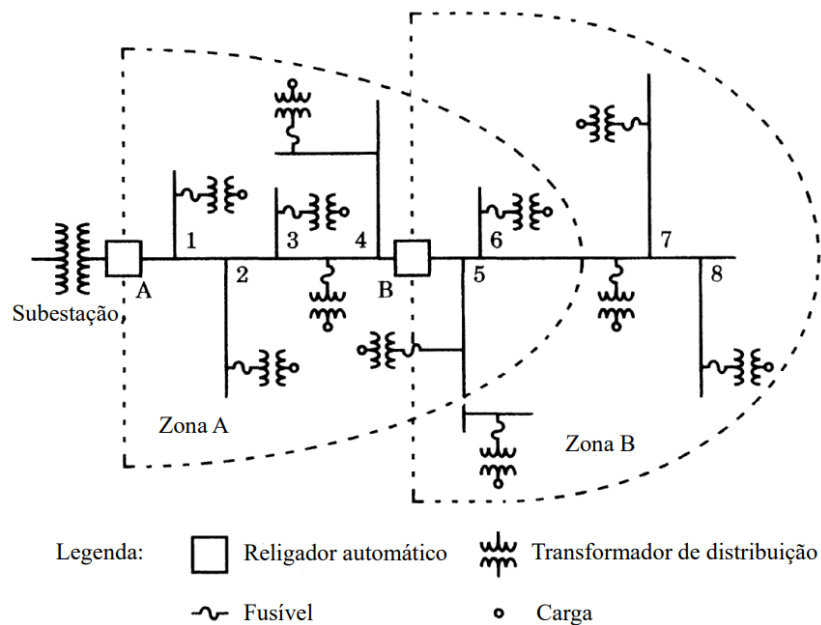 1
3
4
6
7
Subestação
A
2
B
5
8
Zona A
Zona B
Legenda:
Religador automático
Transformador de distribuição
Fusível
Carga